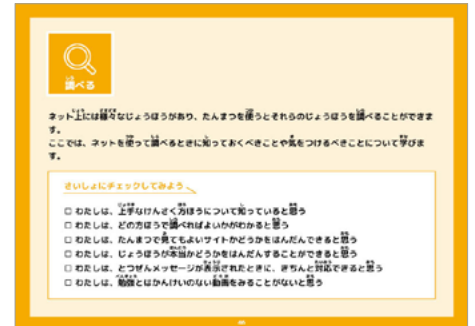 調べる
ネット上には様々なじょうほうがあり、たんまつを使うとそれらのじょうほうを調べることができま
す。
ここでは、ネットを使って調べるときに知っておくべきことや気をつけるべきことについて学びま
す。
さいしょにチェックしてみよう
□ わたしは、上手なけんさく方ほうについて知っていると思う
□ わたしは、どの方ほうで調べればよいかがわかると思う
□ わたしは、たんまつで見てもよいサイトかどうかをはんだんできると思う
□ わたしは、じょうほうが本当かどうかをはんだんすることができると思う
□ わたしは、とつぜんメッセージが表示されたときに、きちんと対応できると思う
□ わたしは、勉強とはかんけいのない動画をみることがないと思う